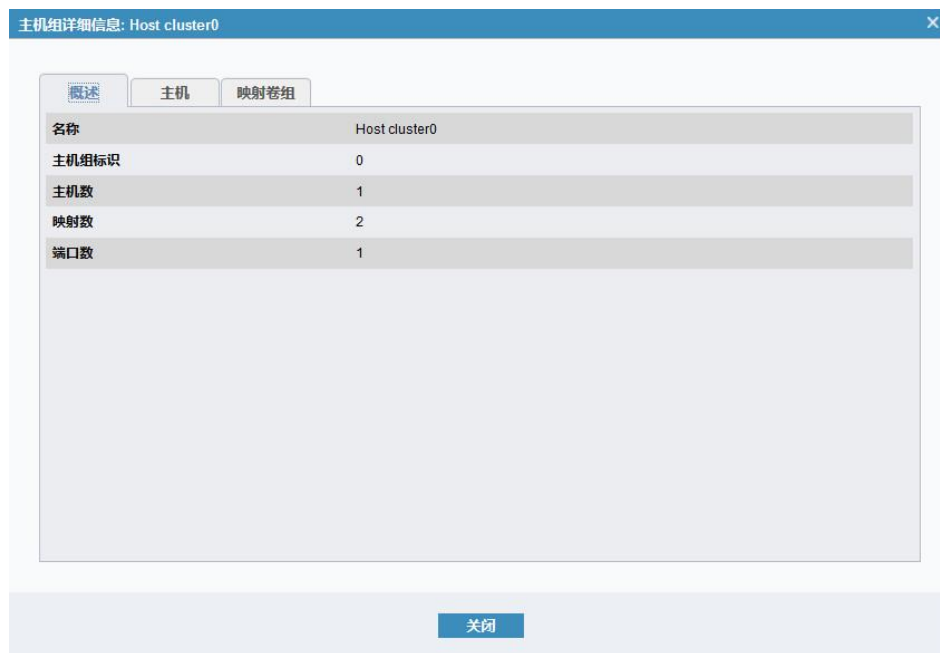 主机组详细信息: Host cluster0
概述 主机 映射卷组
名称 Host cluster0
主机组标识 0
主机数 1
映射数 2
端口数 1
关闭